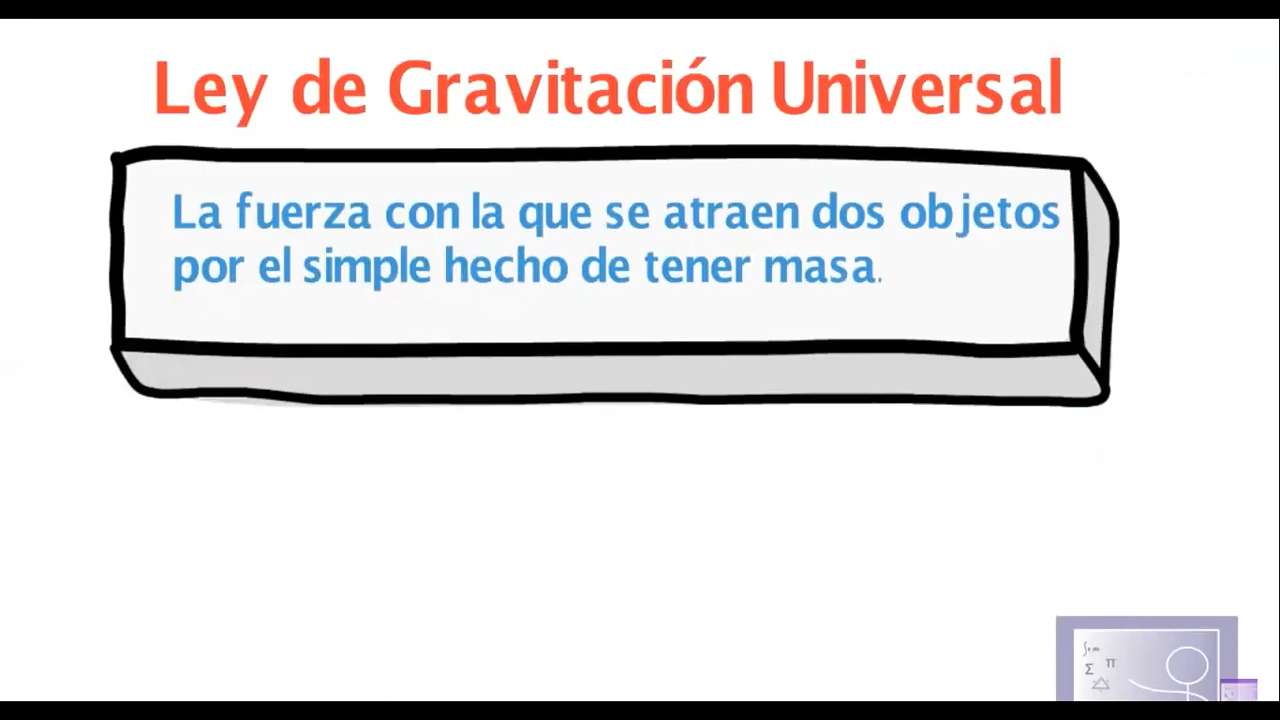 Ley de Gravitación Universal
La fuerza con la que se atraen dos objetos
por el simple hecho de tener masa.
Σ π